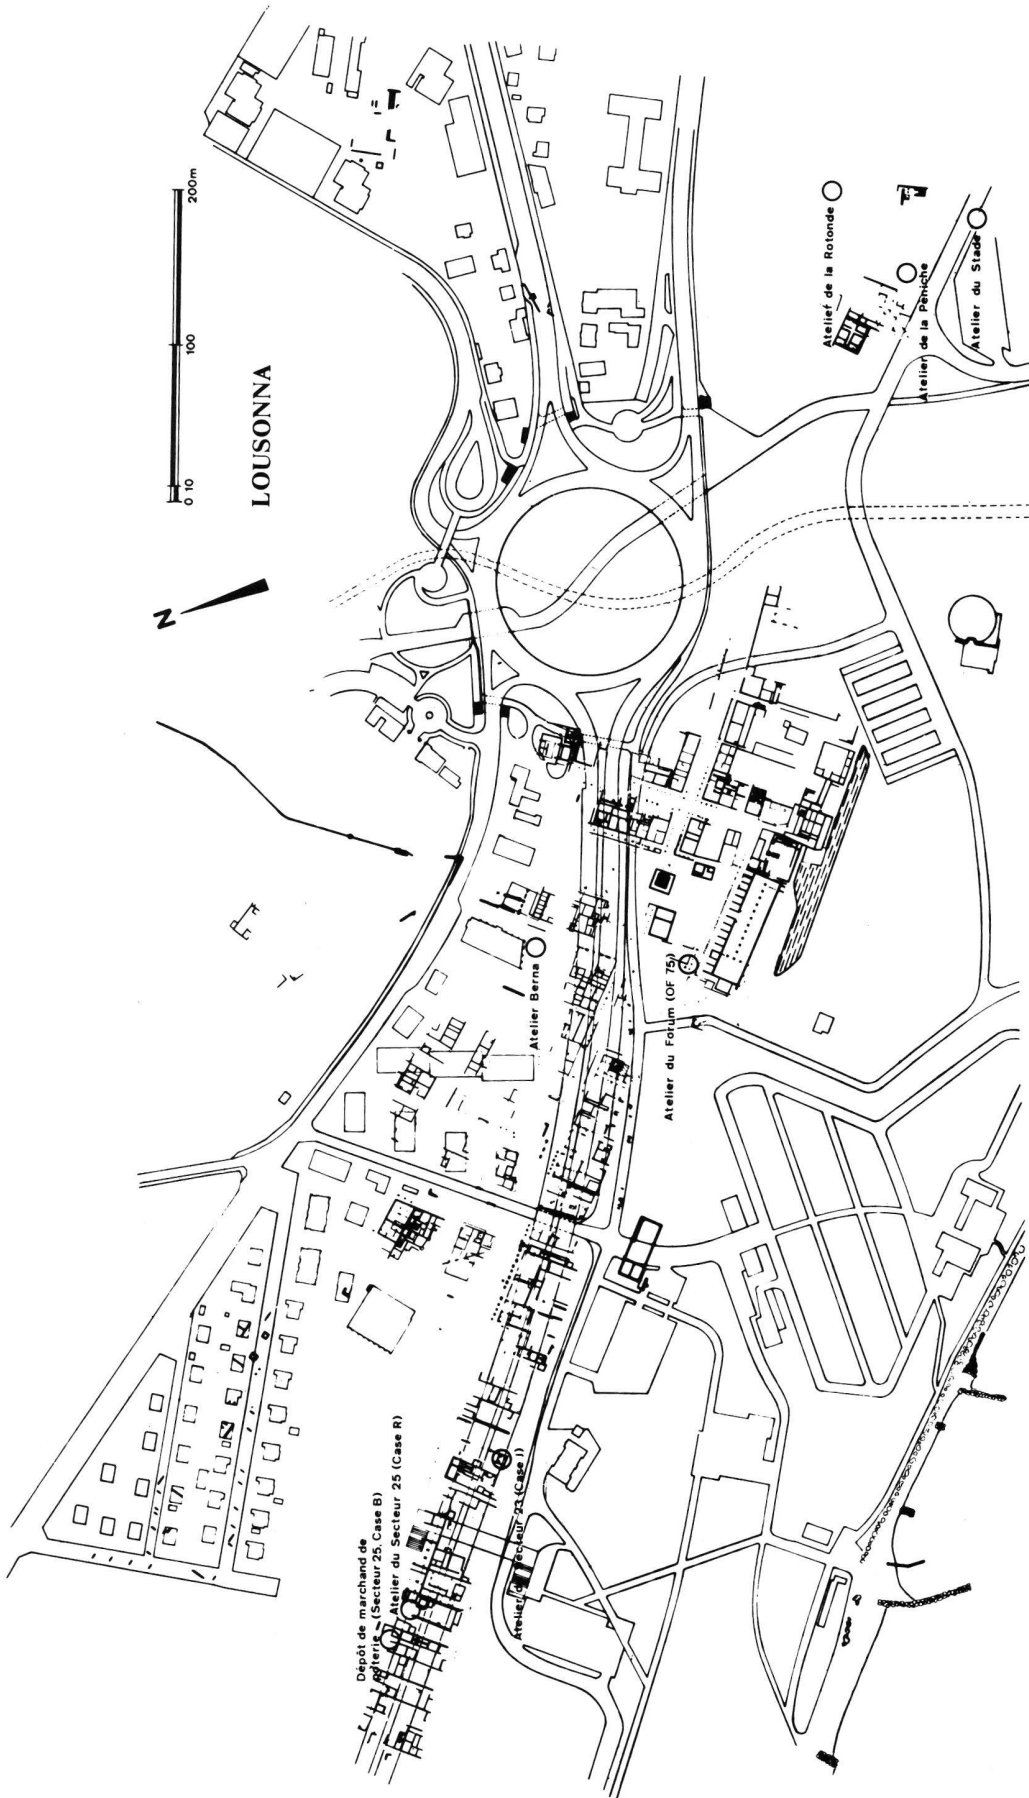 LOUSONNA
N
0 10 100 200m
Dépôt de marchand de
poterie (Secteur 25. Case B)
Atelier du Secteur 25 (Case R)
Atelier du Secteur 23 (Case I)
Atelier Berna
Atelier du Forum (OF 75)
Atelier de la Rotonde
Atelier de la Péniche
Atelier du Stade